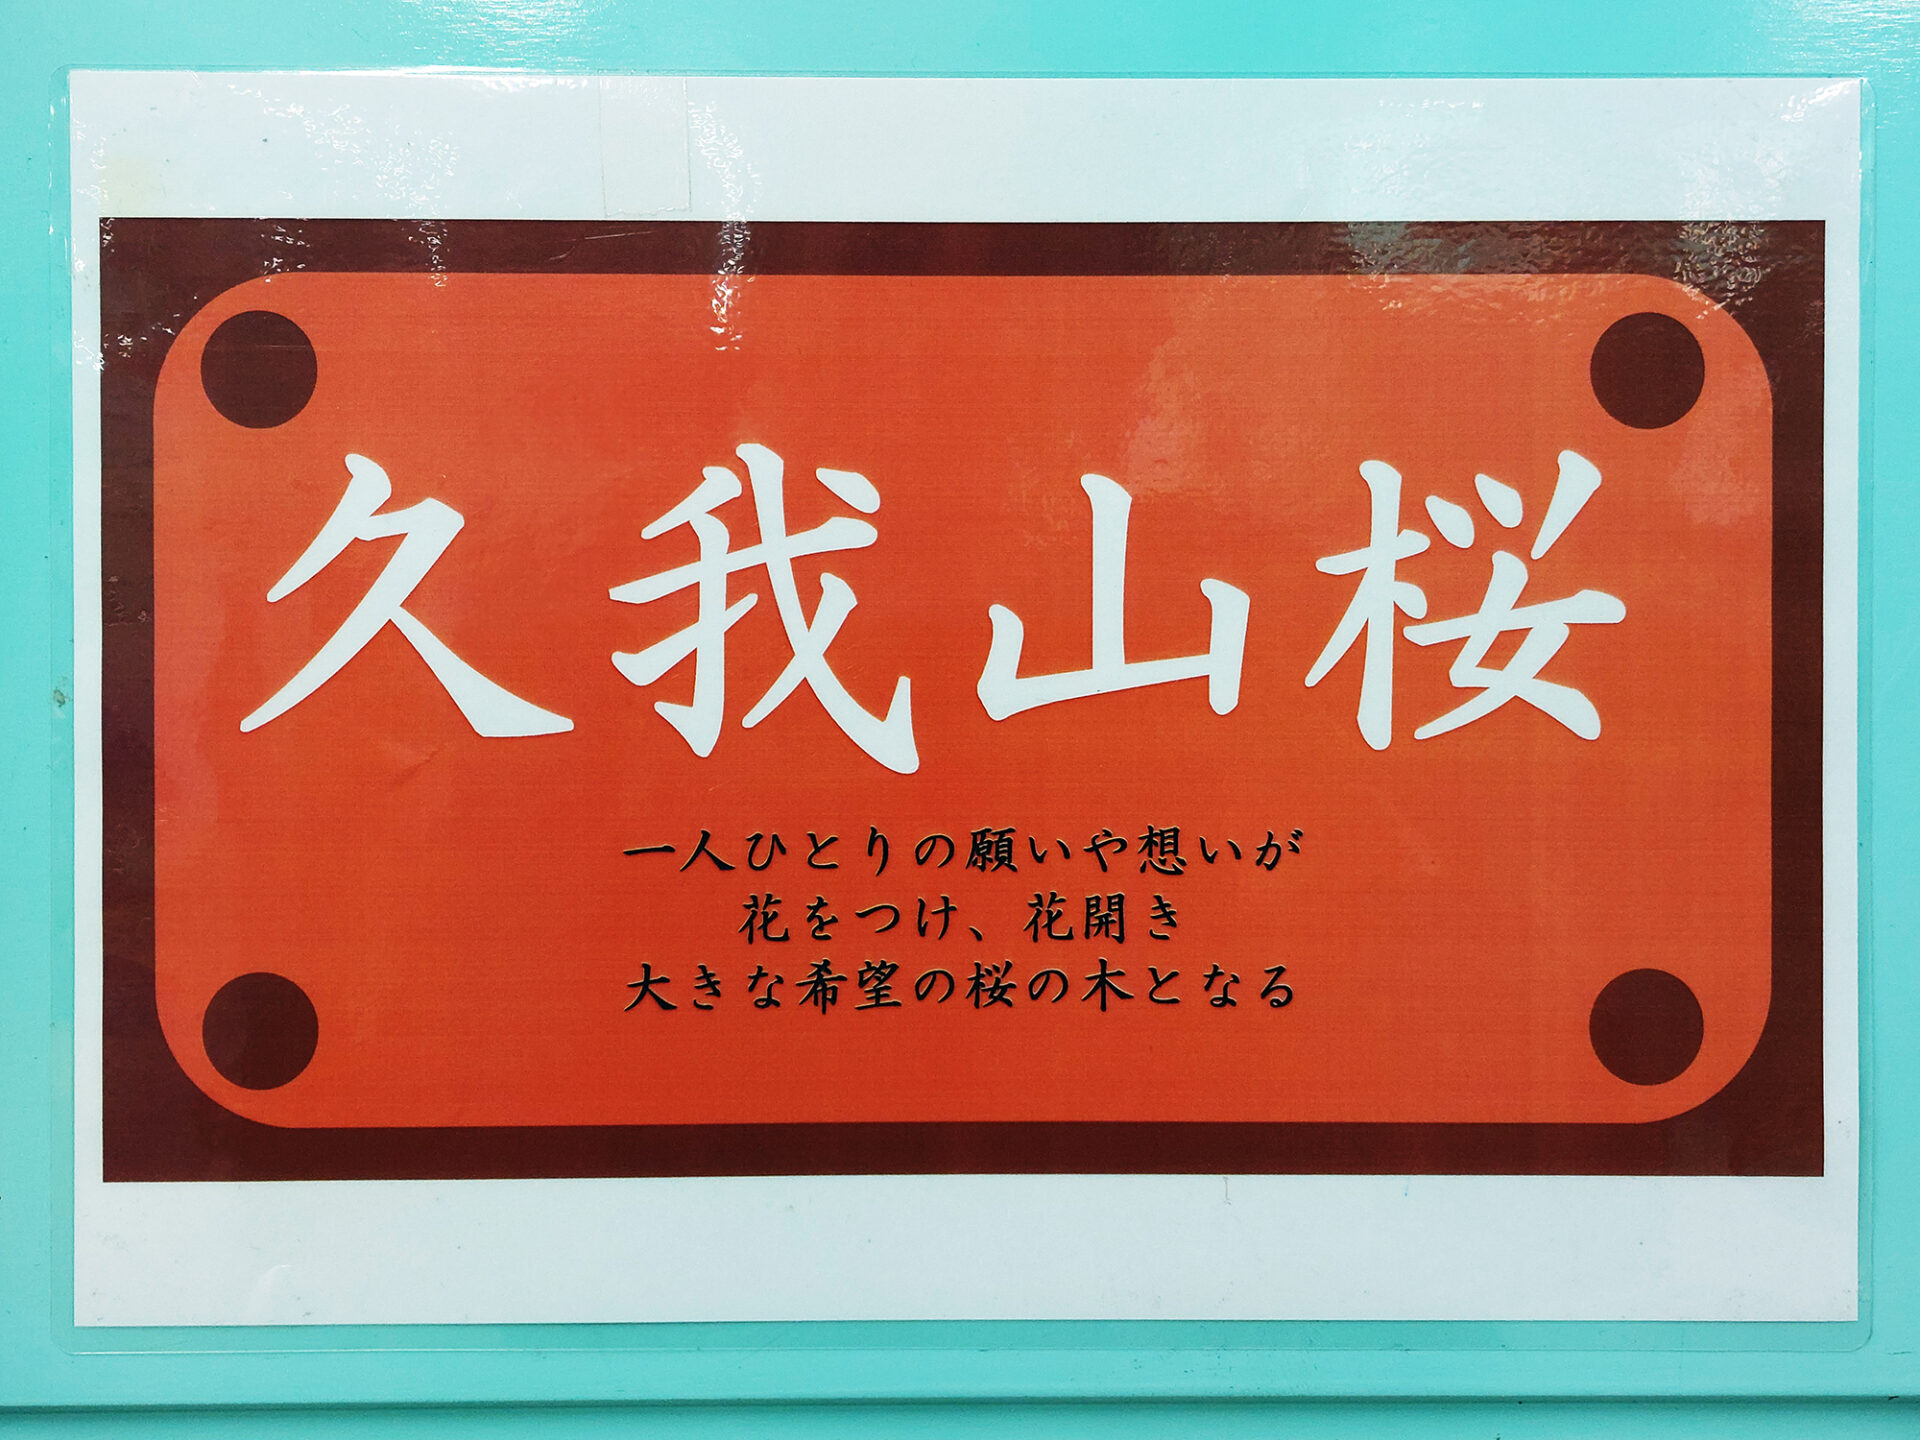 久我山桜
一人ひとりの願いや想いが
花をつけ、花開き
大きな希望の桜の木となる